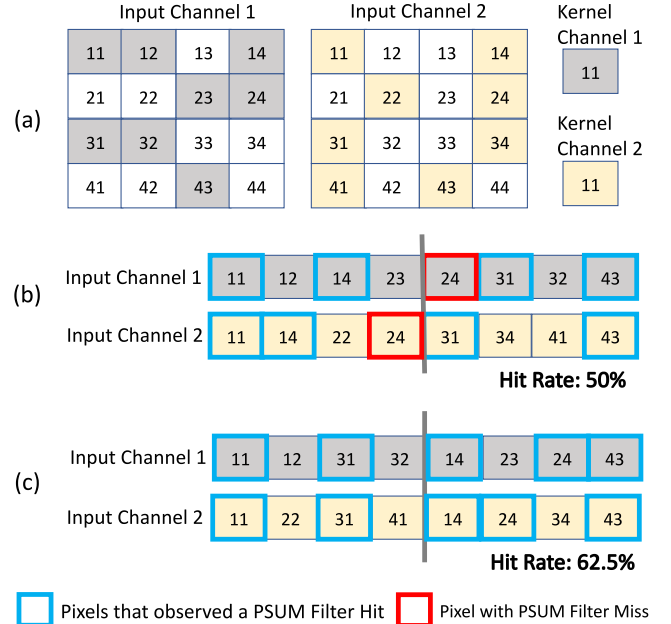 Input Channel 1 Input Channel 2 Kernel Channel 1
11 12 13 14 11 12 13 14 11
21 22 23 24 21 22 23 24
(a)
31 32 33 34 31 32 33 34 Kernel Channel 2
41 42 43 44 41 42 43 44 11
(b)
Input Channel 1 11 12 14 23 24 31 32 43
Input Channel 2 11 14 22 24 31 34 41 43
Hit Rate: 50%
(c)
Input Channel 1 11 12 31 32 14 23 24 43
Input Channel 2 11 22 31 41 14 24 34 43
Hit Rate: 62.5%
Pixels that observed a PSUM Filter Hit Pixel with PSUM Filter Miss